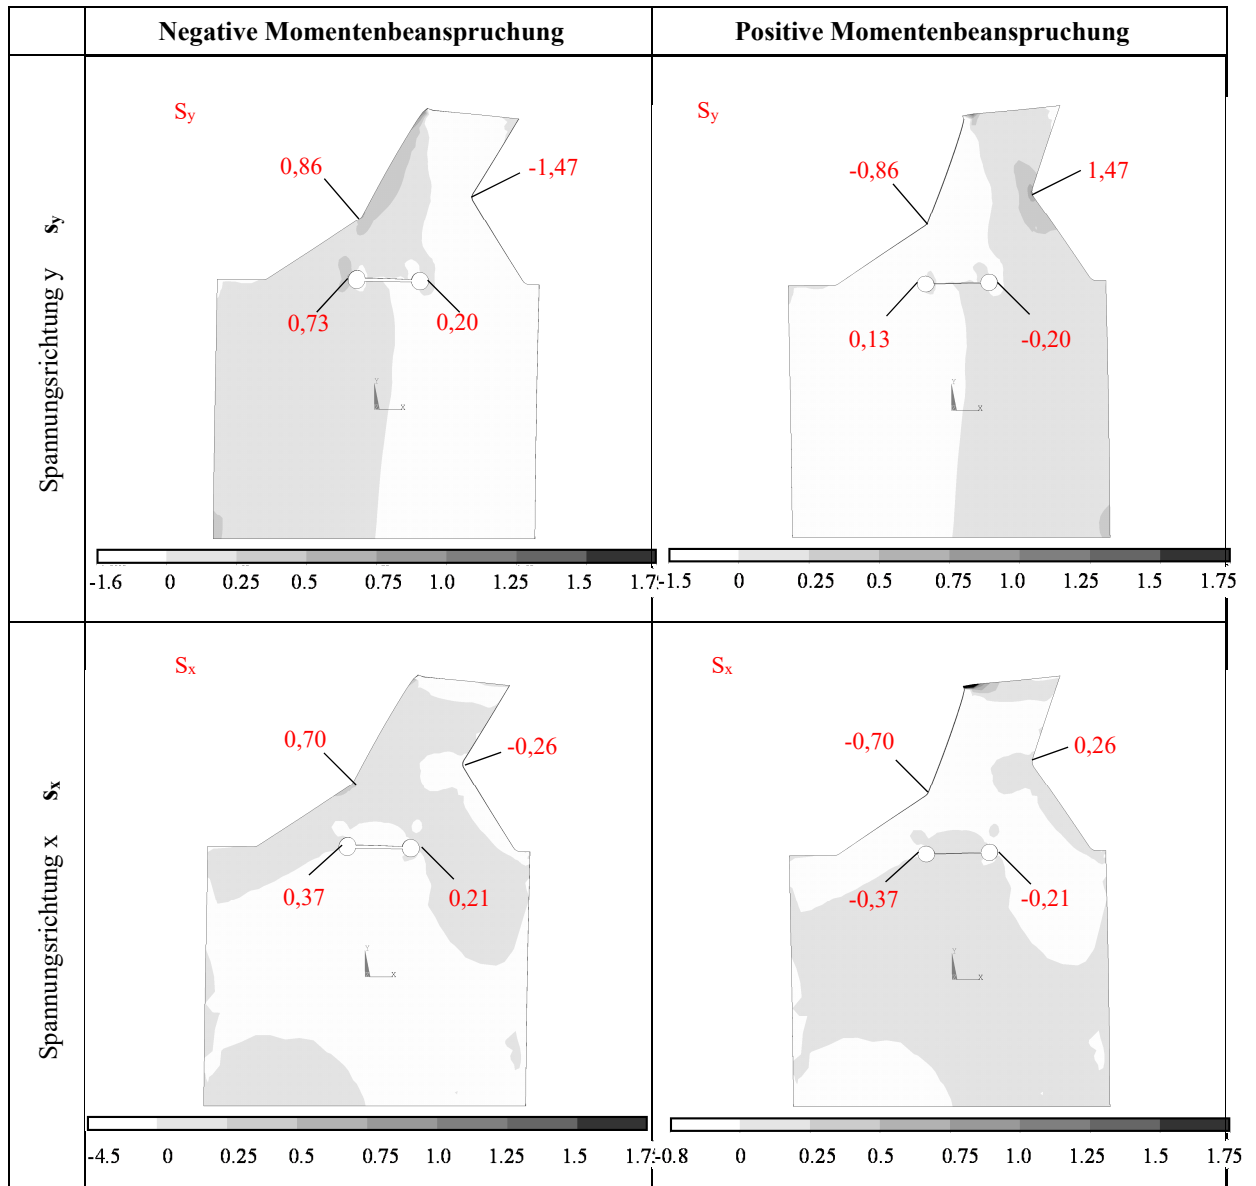 Negative Momentenbeanspruchung
Positive Momentenbeanspruchung
Spannungsrichtung y sy
Sy
0,86
-1,47
0,73
0,20
Y
X
-1.6 0 0.25 0.5 0.75 1.0 1.25 1.5 1.7
Sy
-0,86
1,47
0,13
-0,20
Y
X
-1.5 0 0.25 0.5 0.75 1.0 1.25 1.5 1.75
Spannungsrichtung x sx
Sx
0,70
-0,26
0,37
0,21
Y
X
-4.5 0 0.25 0.5 0.75 1.0 1.25 1.5 1.7
Sx
-0,70
0,26
-0,37
-0,21
Y
X
-0.8 0 0.25 0.5 0.75 1.0 1.25 1.5 1.75